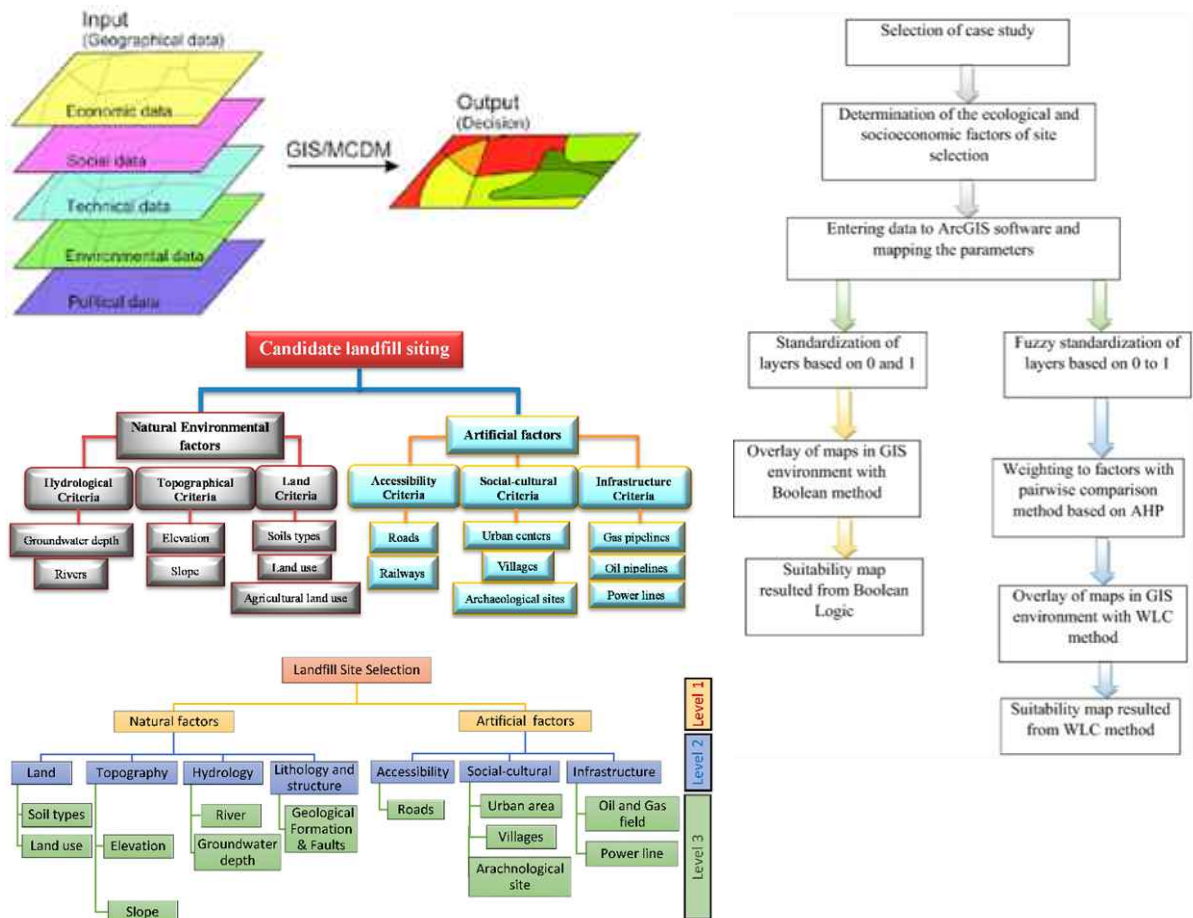 Input
(Geographical data)
Economic data
Social data
Technical data
Environmental data
Political data
GIS/MCDM
Output
(Decision)
Candidate landfill siting
Natural Environmental
factors
Artificial factors
Hydrological
Criteria
Topographical
Criteria
Land
Criteria
Accessibility
Criteria
Social-cultural
Criteria
Infrastructure
Criteria
Groundwater depth
Rivers
Elevation
Slope
Soils types
Land use
Agricultural land use
Roads
Railways
Urban centers
Villages
Archaeological sites
Gas pipelines
Oil pipelines
Power lines
Landfill Site Selection
Natural factors
Artificial factors
Land
Topography
Hydrology
Lithology and
structure
Accessibility
Social-cultural
Infrastructure
Soil types
Land use
Elevation
Slope
River
Groundwater
depth
Geological
Formation
& Faults
Roads
Urban area
Villages
Arachnological
site
Oil and Gas
field
Power line
Level 1
Level 2
Level 3
Selection of case study
Determination of the ecological and
socioeconomic factors of site
selection
Entering data to ArcGIS software and
mapping the parameters
Standardization of
layers based on 0 and 1
Overlay of maps in GIS
environment with
Boolean method
Suitability map
resulted from Boolean
Logic
Fuzzy standardization of
layers based on 0 to 1
Weighting to factors with
pairwise comparison
method based on AHP
Overlay of maps in GIS
environment with WLC
method
Suitability map resulted
from WLC method